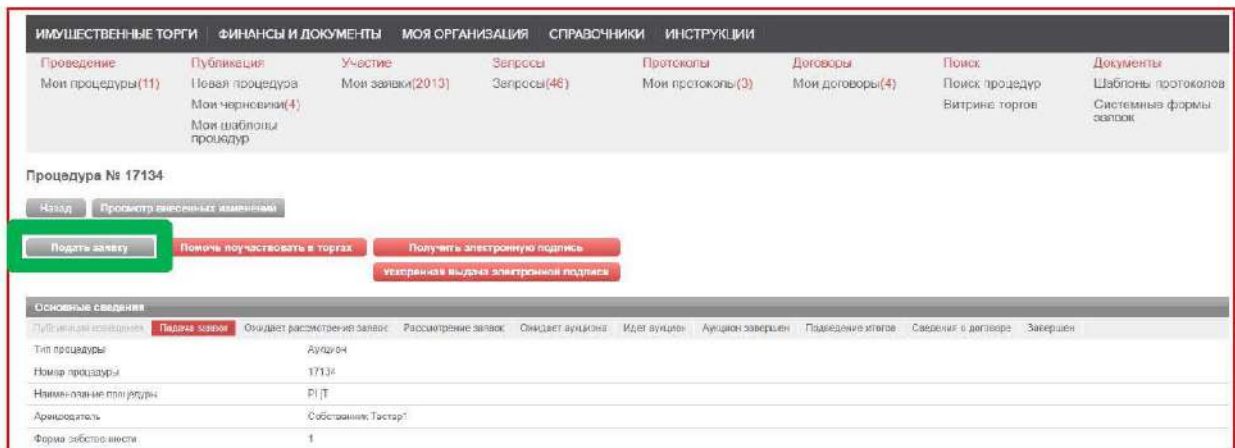 ИМУЩЕСТВЕННЫЕ ТОРГИ ФИНАНСЫ И ДОКУМЕНТЫ МОЯ ОРГАНИЗАЦИЯ СПРАВОЧНИКИ ИНСТРУКЦИИ
Проведение Публикация Участие Запросы Протоколы Договоры Поиск Документы
Мои процедуры(11) Новая процедура Мои заявки(2013) Запросы(46) Мои протоколы(3) Мои договоры(4) Поиск процедур Шаблоны протоколов
Мои черновики(4) Витрина торгов Системные формы
Мои шаблоны заявок
процедур
Процедура № 17134
Назад Просмотр внесенных изменений
Подать заявку Помочь поучаствовать в торгах Получить электронную подпись
Ускоренная выдача электронной подписи
Основные сведения
Публикация извещения Подача заявок Ожидает рассмотрения заявок Рассмотрение заявок Ожидает аукциона Идет аукцион Аукцион завершен Подведение итогов Сведения о договоре Завершен
Тип процедуры Аукцион
Номер процедуры 17134
Наименование процедуры
Арендодатель Собственник Тестер1
Форма собственности 1